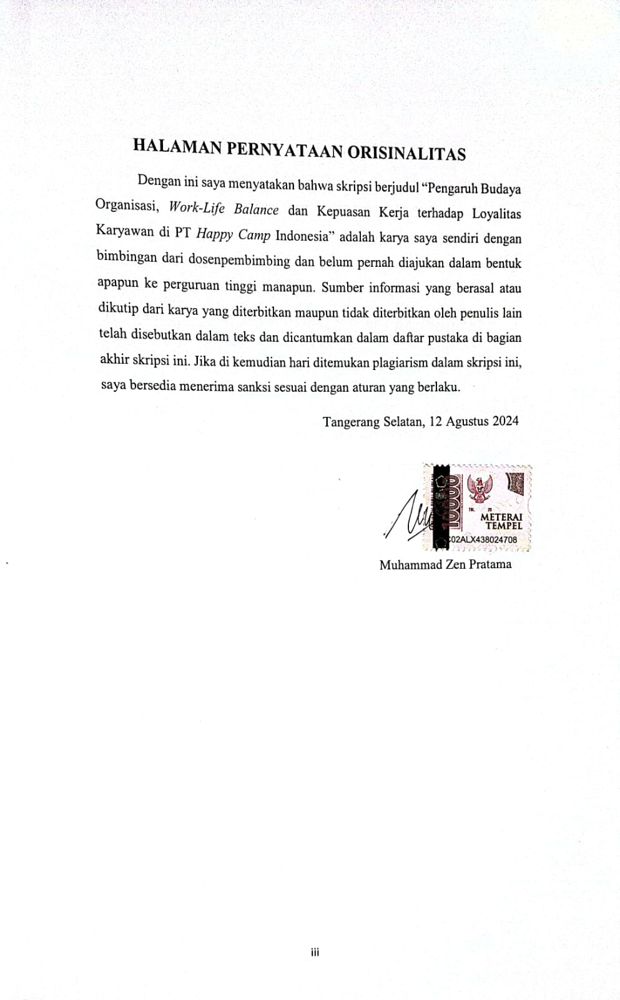 HALAMAN PERNYATAAN ORISINALITAS
Dengan ini saya menyatakan bahwa skripsi berjudul “Pengaruh Budaya
Organisasi, Work-Life Balance dan Kepuasan Kerja terhadap Loyalitas
Karyawan di PT Happy Camp Indonesia” adalah karya saya sendiri dengan
bimbingan dari dosenpembimbing dan belum pernah diajukan dalam bentuk
apapun ke perguruan tinggi manapun. Sumber informasi yang berasal atau
dikutip dari karya yang diterbitkan maupun tidak diterbitkan oleh penulis lain
telah disebutkan dalam teks dan dicantumkan dalam daftar pustaka di bagian
akhir skripsi ini. Jika di kemudian hari ditemukan plagiarism dalam skripsi ini,
saya bersedia menerima sanksi sesuai dengan aturan yang berlaku.
Tangerang Selatan, 12 Agustus 2024
10000
METERAI
TEMPEL
02ALX438024708
Muhammad Zen Pratama
iii